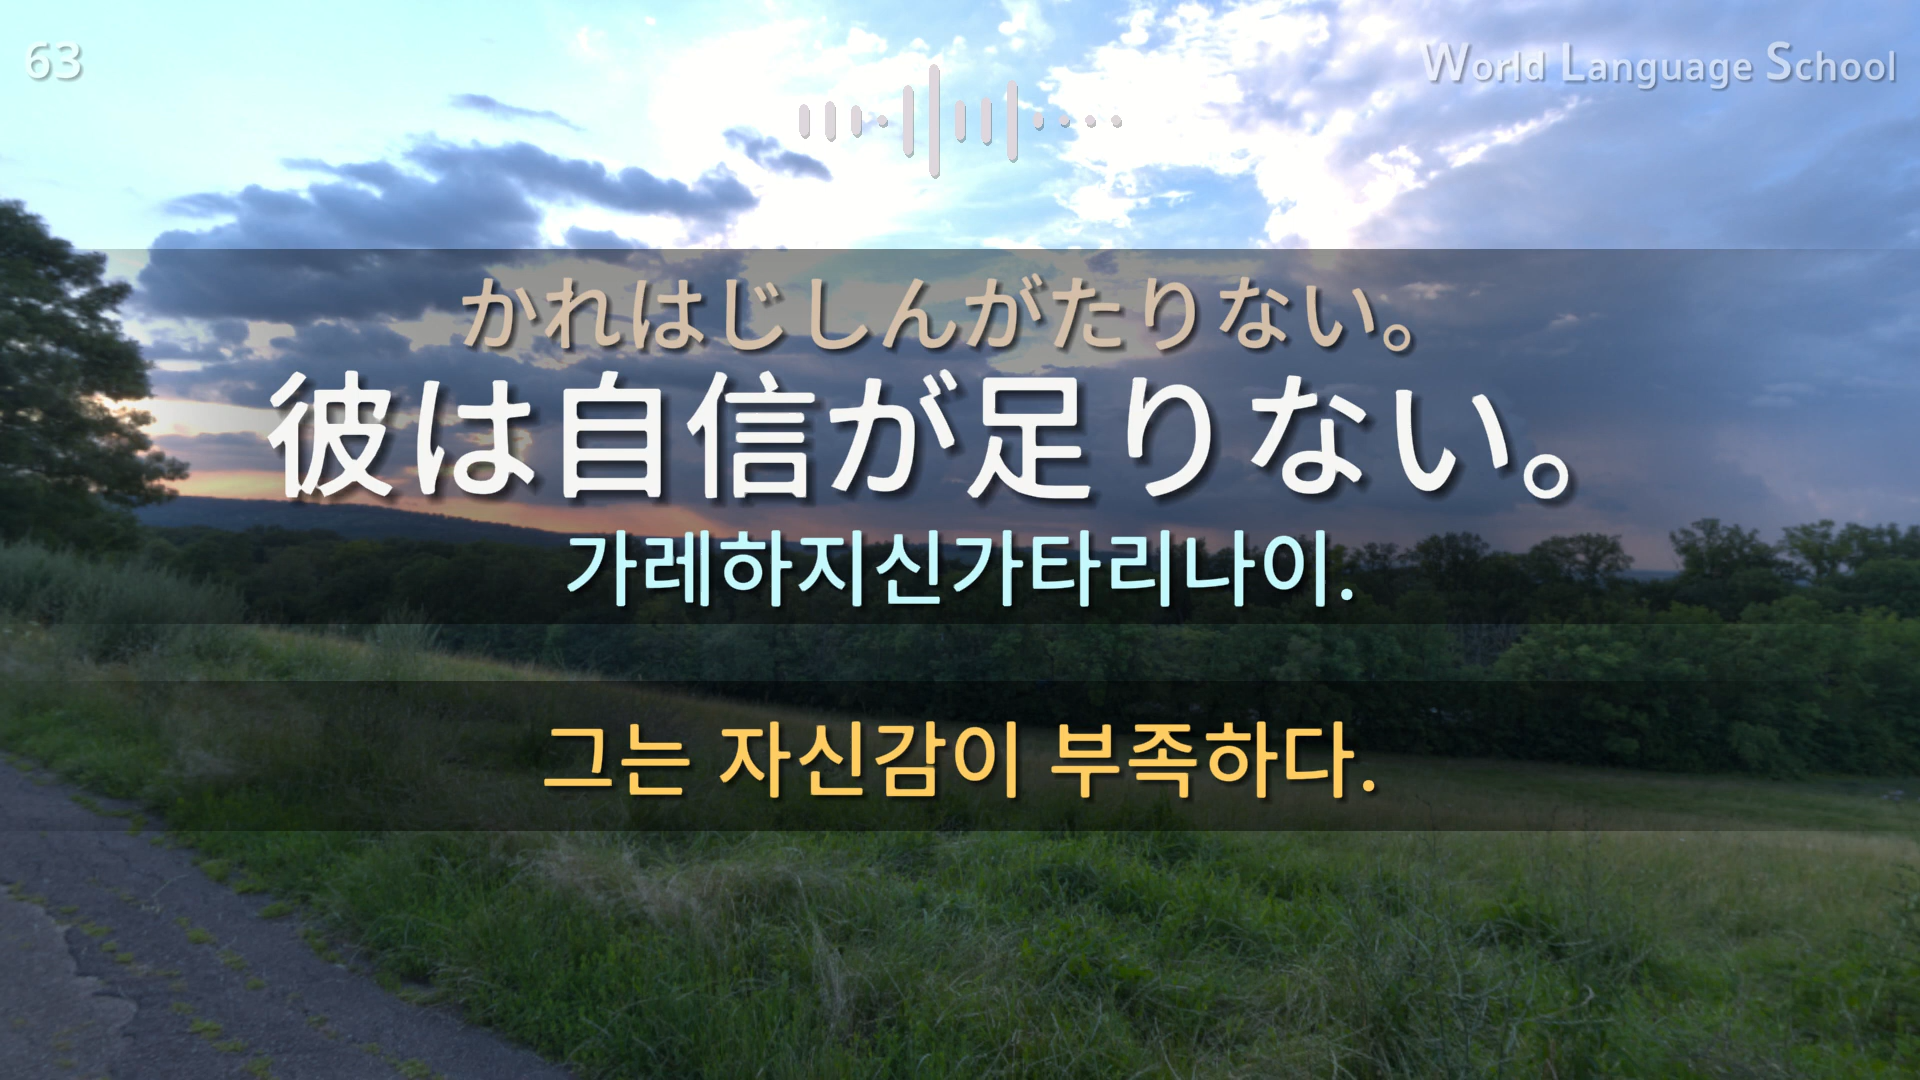 63
World Language School
かれはじしんがたりない。
彼は自信が足りない。
가레하지신가타리나이.
그는 자신감이 부족하다.